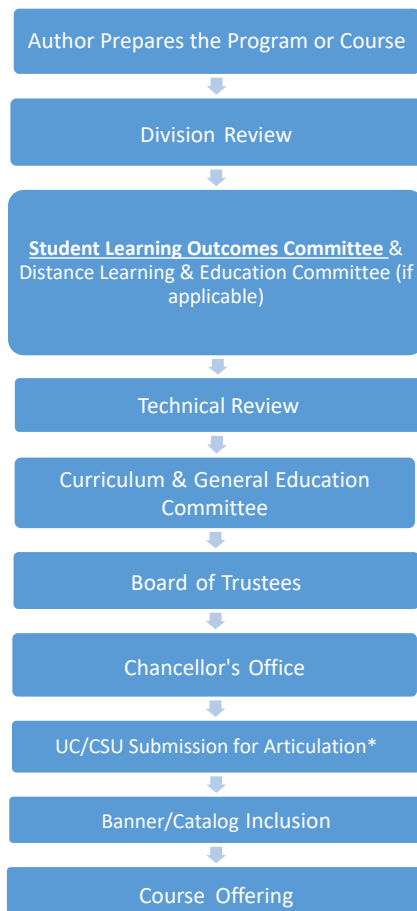 Author Prepares the Program or Course
Division Review
Student Learning Outcomes Committee &
Distance Learning & Education Committee (if
applicable)
Technical Review
Curriculum & General Education
Committee
Board of Trustees
Chancellor's Office
UC/CSU Submission for Articulation*
Banner/Catalog Inclusion
Course Offering